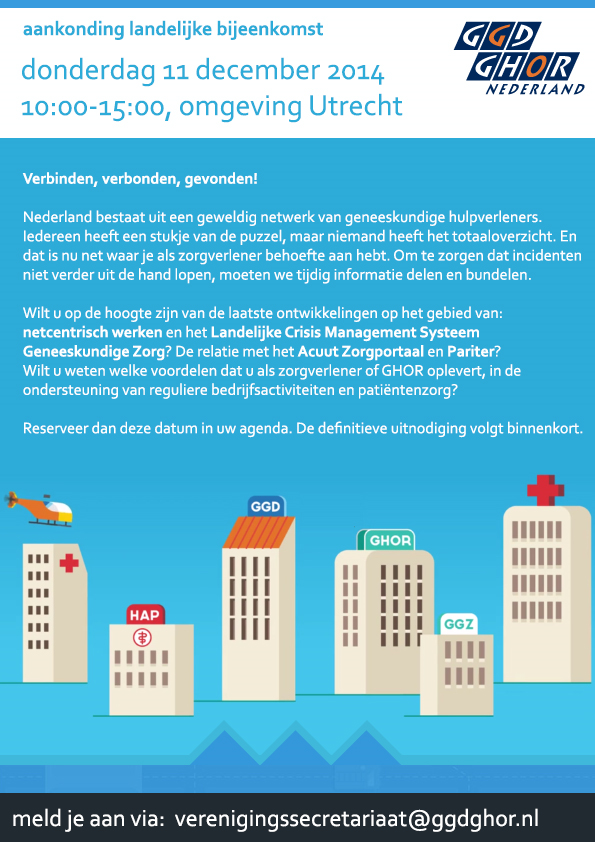 aankonding landelijke bijeenkomst
donderdag 11 december 2014
10:00-15:00, omgeving Utrecht
GGD
GHOR
NEDERLAND
Verbinden, verbonden, gevonden!
Nederland bestaat uit een geweldig netwerk van geneeskundige hulpverleners.
Iedereen heeft een stukje van de puzzel, maar niemand heeft het totaaloverzicht. En
dat is nu net waar je als zorgverlener behoefte aan hebt. Om te zorgen dat incidenten
niet verder uit de hand lopen, moeten we tijdig informatie delen en bundelen.
Wilt u op de hoogte zijn van de laatste ontwikkelingen op het gebied van:
netcentrisch werken en het Landelijke Crisis Management Systeem
Geneeskundige Zorg? De relatie met het Acuut Zorgportaal en Pariter?
Wilt u weten welke voordelen dat u als zorgverlener of GHOR oplevert, in de
ondersteuning van reguliere bedrijfsactiviteiten en patiëntenzorg?
Reserveer dan deze datum in uw agenda. De definitieve uitnodiging volgt binnenkort.
GGD
GHOR
HAP
GGZ
meld je aan via: verenigingssecretariaat@ggdghor.nl